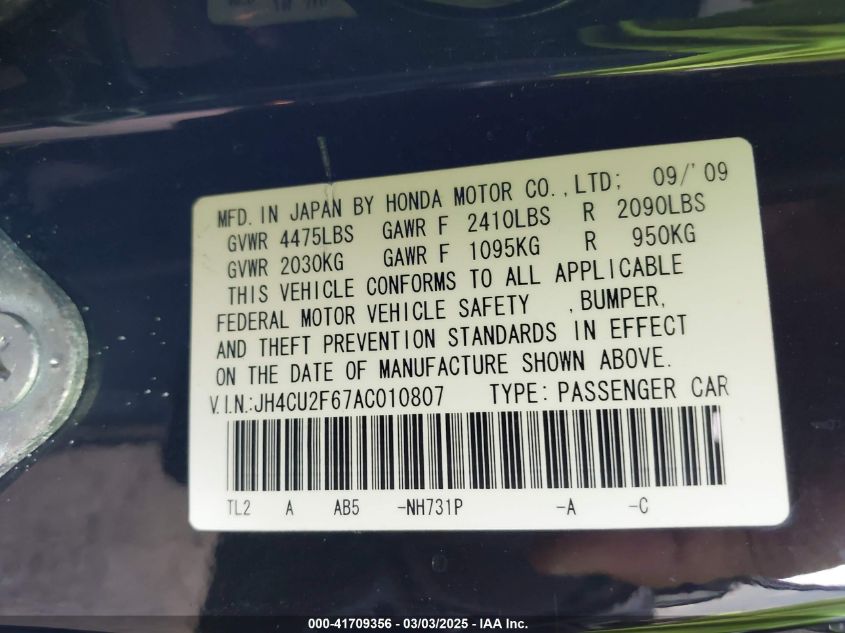 MFD. IN JAPAN BY HONDA MOTOR CO., LTD; 09/'09
GVWR 4475LBS GAWR F 2410LBS R 2090LBS
GVWR 2030KG GAWR F 1095KG R 950KG
THIS VEHICLE CONFORMS TO ALL APPLICABLE
FEDERAL MOTOR VEHICLE SAFETY , BUMPER,
AND THEFT PREVENTION STANDARDS IN EFFECT
ON THE DATE OF MANUFACTURE SHOWN ABOVE.
V.I.N.:JH4CU2F67AC010807 TYPE: PASSENGER CAR
TL2 A AB5 -NH731P -A -C
000-41709356 - 03/03/2025 - IAA Inc.